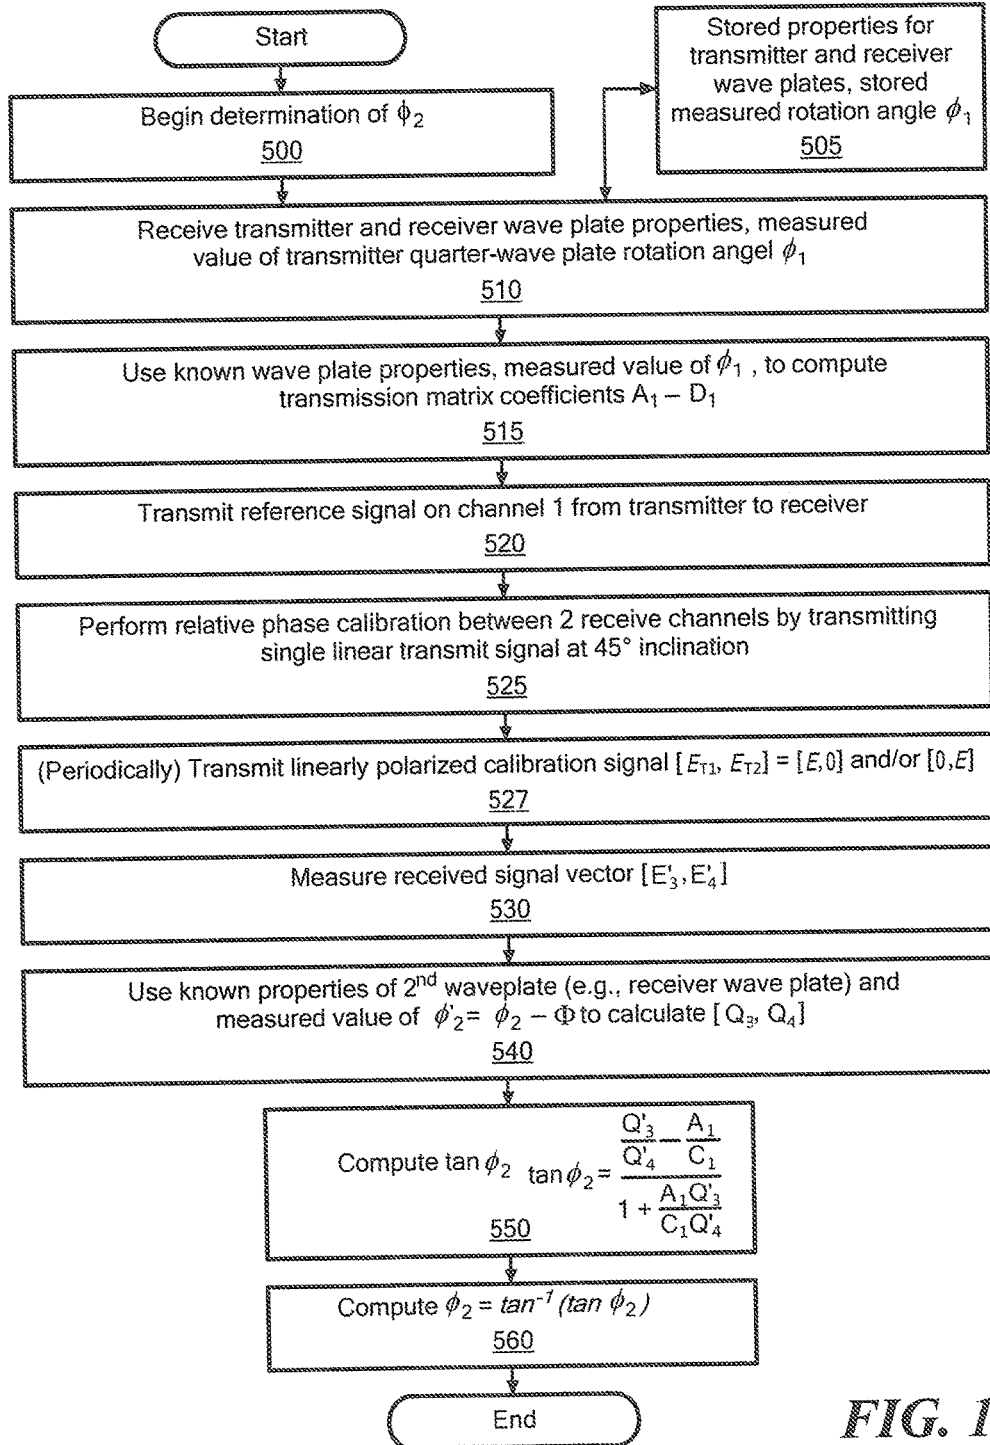 Start
Stored properties for
transmitter and receiver
wave plates, stored
measured rotation angle ϕ₁
505
Begin determination of ϕ₂
500
Receive transmitter and receiver wave plate properties, measured
value of transmitter quarter-wave plate rotation angel ϕ₁
510
Use known wave plate properties, measured value of ϕ₁ , to compute
transmission matrix coefficients A₁ – D₁
515
Transmit reference signal on channel 1 from transmitter to receiver
520
Perform relative phase calibration between 2 receive channels by transmitting
single linear transmit signal at 45° inclination
525
(Periodically) Transmit linearly polarized calibration signal [E_T1, E_T2] = [E,0] and/or [0,E]
527
Measure received signal vector [E'₃,E'₄]
530
Use known properties of 2nd waveplate (e.g., receiver wave plate) and
measured value of ϕ'₂= ϕ₂ – Φ to calculate [Q₃, Q₄]
540
Compute tan ϕ₂ tan ϕ₂ = (Q'₃/Q'₄ – A₁/C₁) / (1 + A₁Q'₃/C₁Q'₄)
550
Compute ϕ₂ = tan⁻¹ (tan ϕ₂)
560
End
FIG. 1